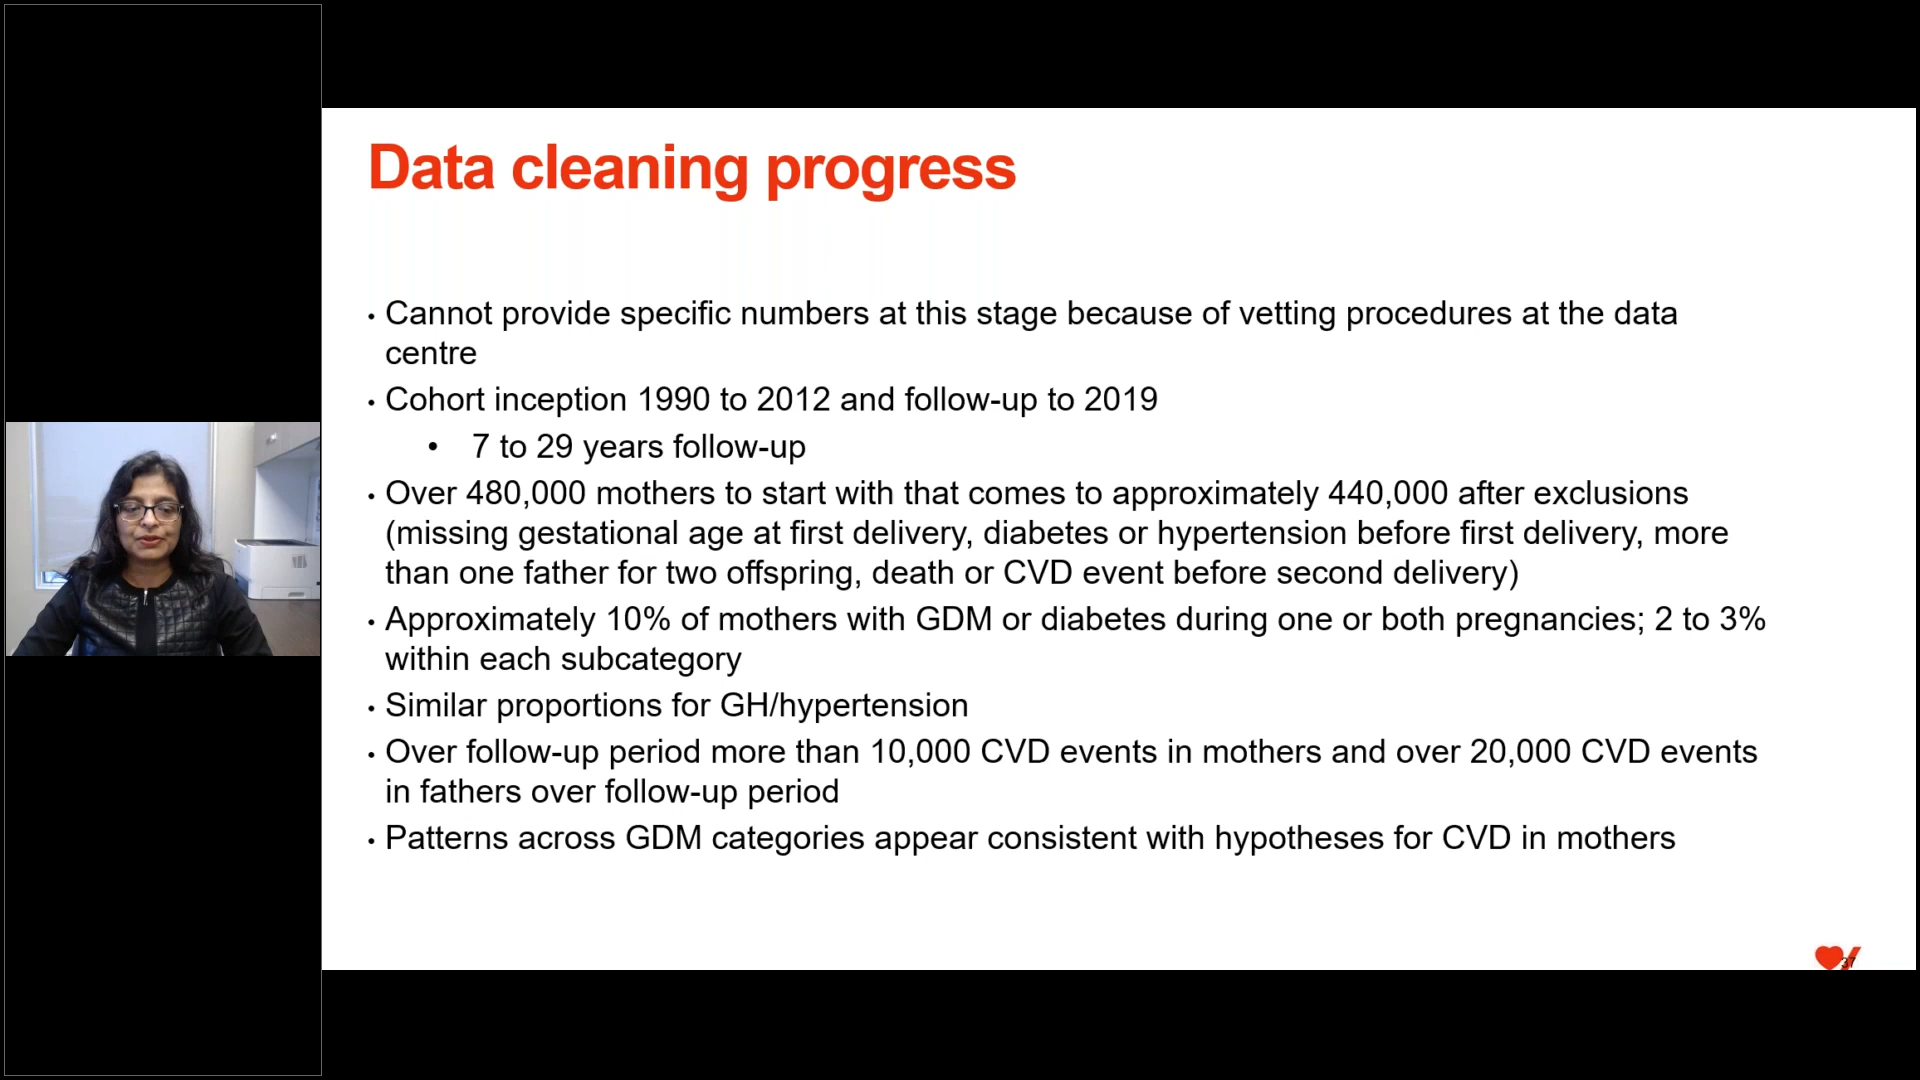 Data cleaning progress
• Cannot provide specific numbers at this stage because of vetting procedures at the data
centre
• Cohort inception 1990 to 2012 and follow-up to 2019
• 7 to 29 years follow-up
• Over 480,000 mothers to start with that comes to approximately 440,000 after exclusions
(missing gestational age at first delivery, diabetes or hypertension before first delivery, more
than one father for two offspring, death or CVD event before second delivery)
• Approximately 10% of mothers with GDM or diabetes during one or both pregnancies; 2 to 3%
within each subcategory
• Similar proportions for GH/hypertension
• Over follow-up period more than 10,000 CVD events in mothers and over 20,000 CVD events
in fathers over follow-up period
• Patterns across GDM categories appear consistent with hypotheses for CVD in mothers
37